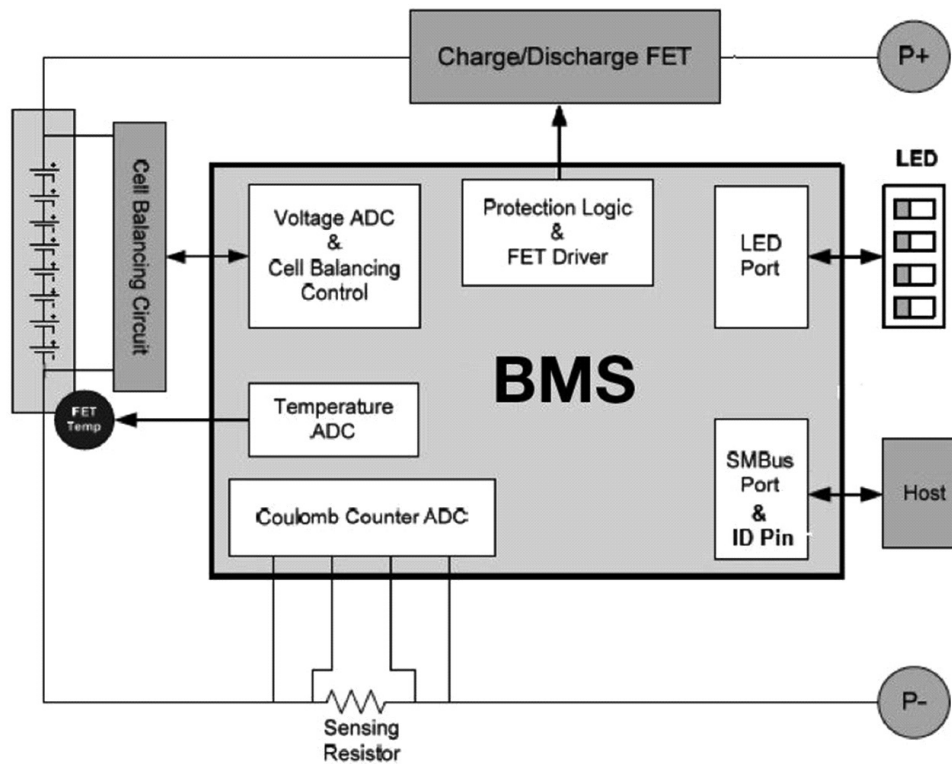 Charge/Discharge FET
P+
LED
Cell Balancing Circuit
Voltage ADC
&
Cell Balancing
Control
Protection Logic
&
FET Driver
LED
Port
BMS
FET
Temp
Temperature
ADC
SMBus
Port
&
ID Pin
Host
Coulomb Counter ADC
P-
Sensing
Resistor